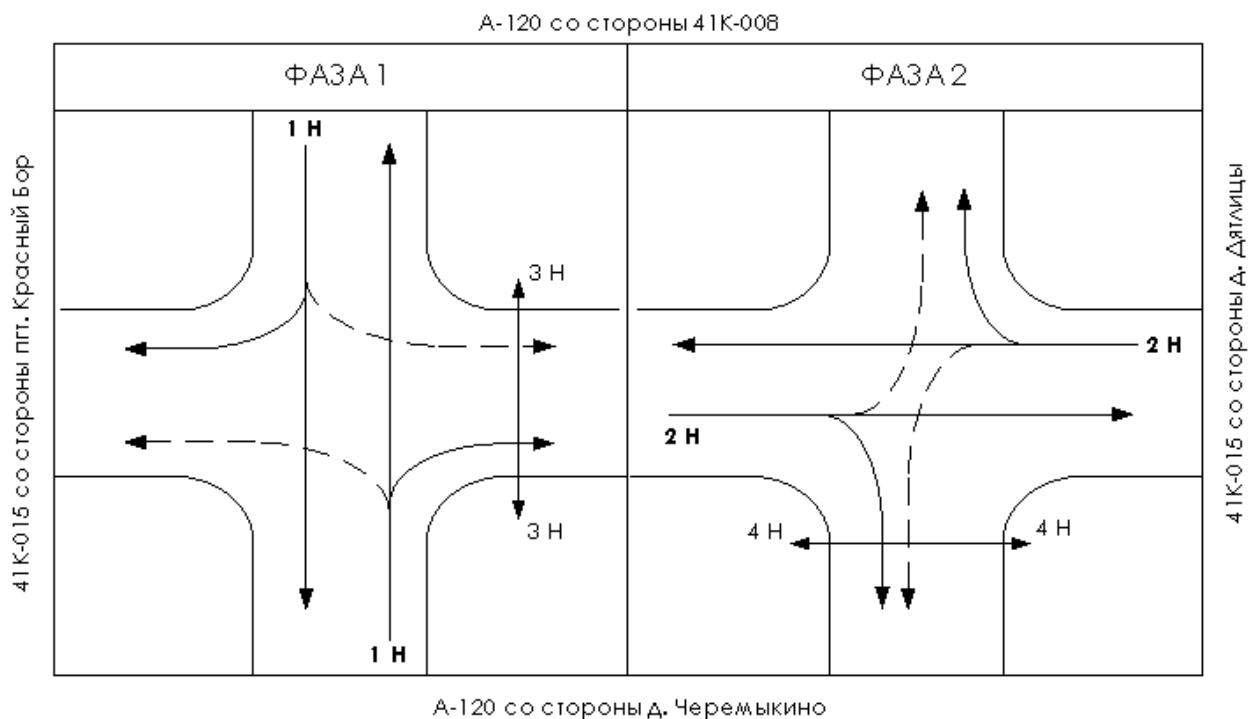 А-120 со стороны 41К-008
ФАЗА 1
ФАЗА 2
41К-015 со стороны пгт. Красный Бор
1 Н
3 Н
3 Н
1 Н
2 Н
2 Н
4 Н
4 Н
41К-015 со стороны д. Дятлицы
А-120 со стороны д. Черемыкино